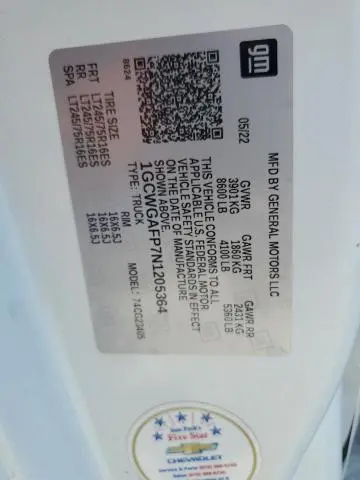 gm
MFD BY GENERAL MOTORS LLC
05/22 GVWR GAWR FRT GAWR RR
3901 KG 1860 KG 2431 KG
8600 LB 4100 LB 5360 LB
THIS VEHICLE CONFORMS TO ALL
APPLICABLE U.S. FEDERAL MOTOR
VEHICLE SAFETY STANDARDS IN EFFECT
ON THE DATE OF MANUFACTURE
SHOWN ABOVE.
1GCWGAFP7N1205364
TYPE: TRUCK MODEL: 74CG23405
8624
TIRE SIZE RIM
FRT LT245/75R16ES 16X6.5J
RR LT245/75R16ES 16X6.5J
SPA LT245/75R16ES 16X6.5J
Five Star
CHEVROLET